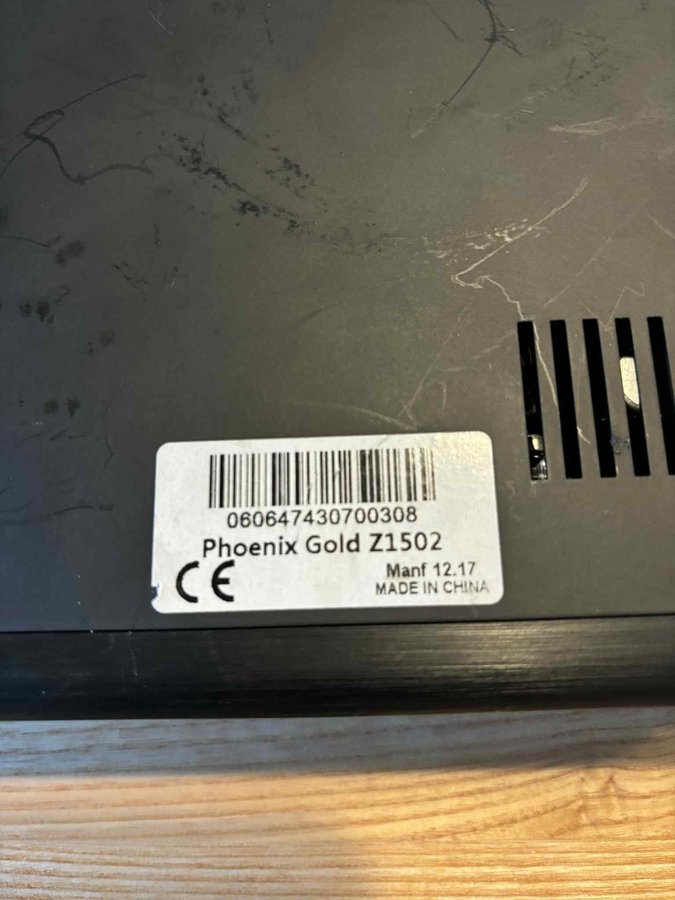 060647430700308
Phoenix Gold Z1502
CE Manf 12.17
MADE IN CHINA